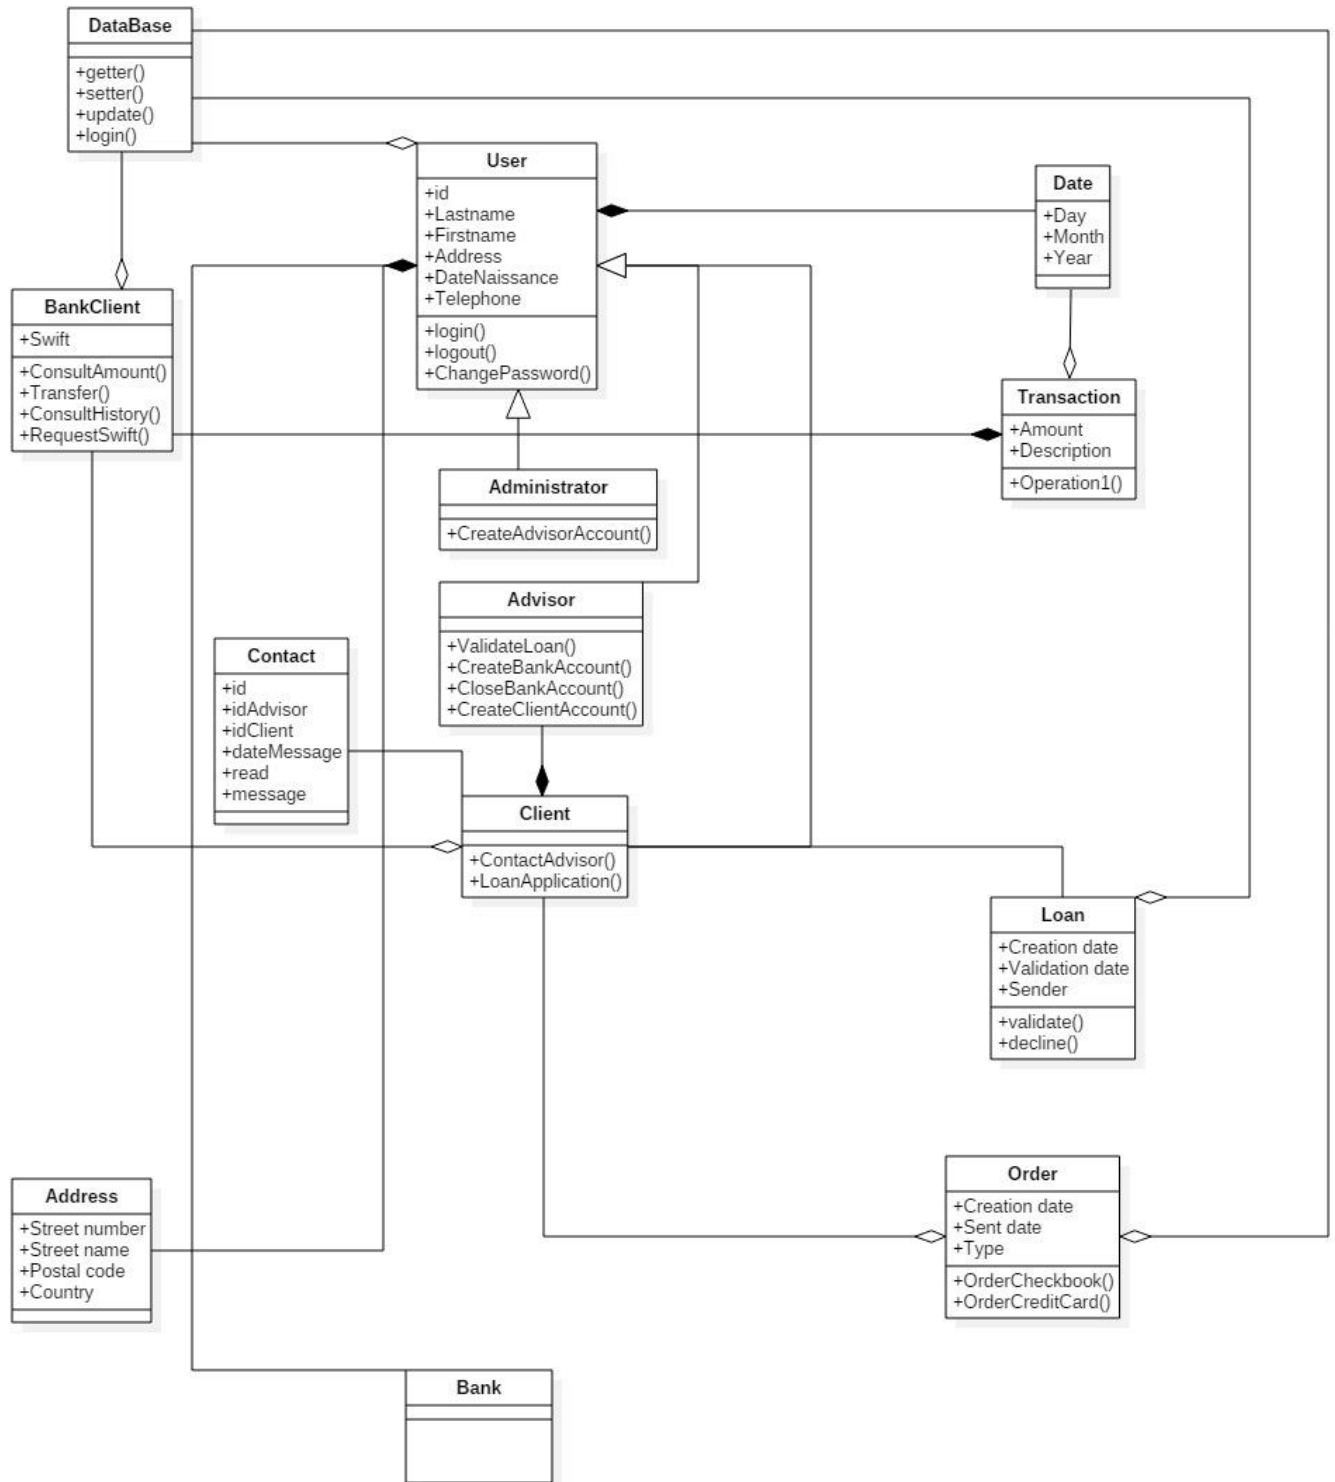 DataBase
+getter()
+setter()
+update()
+login()
User
+id
+Lastname
+Firstname
+Address
+DateNaissance
+Telephone
+login()
+logout()
+ChangePassword()
Date
+Day
+Month
+Year
BankClient
+Swift
+ConsultAmount()
+Transfer()
+ConsultHistory()
+RequestSwift()
Transaction
+Amount
+Description
+Operation1()
Administrator
+CreateAdvisorAccount()
Advisor
+ValidateLoan()
+CreateBankAccount()
+CloseBankAccount()
+CreateClientAccount()
Contact
+id
+idAdvisor
+idClient
+dateMessage
+read
+message
Client
+ContactAdvisor()
+LoanApplication()
Loan
+Creation date
+Validation date
+Sender
+validate()
+decline()
Order
+Creation date
+Sent date
+Type
+OrderCheckbook()
+OrderCreditCard()
Address
+Street number
+Street name
+Postal code
+Country
Bank